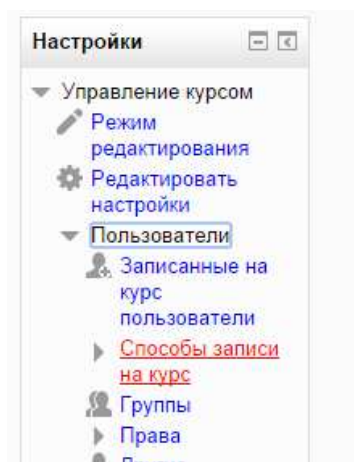 Настройки
Управление курсом
Режим
редактирования
Редактировать
настройки
Пользователи
Записанные на
курс
пользователи
Способы записи
на курс
Группы
Права